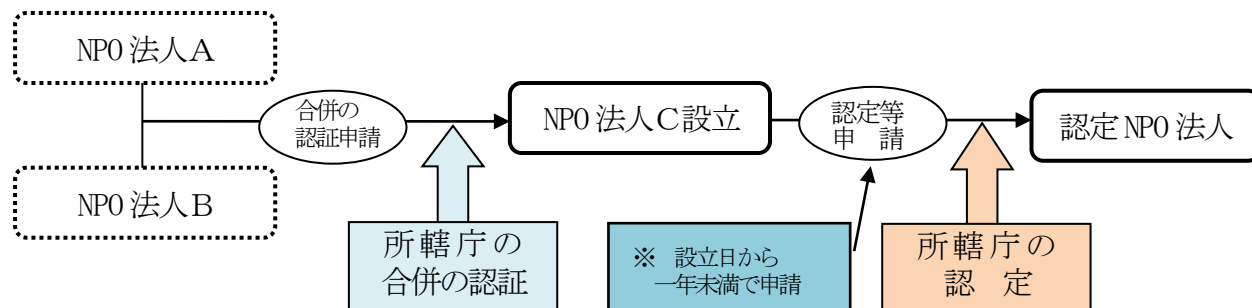 NPO法人A
合併の
認証申請
NPO法人C設立
認定等
申　請
認定NPO法人
NPO法人B
所轄庁の
合併の認証
※　設立日から
一年未満で申請
所轄庁の
認　定